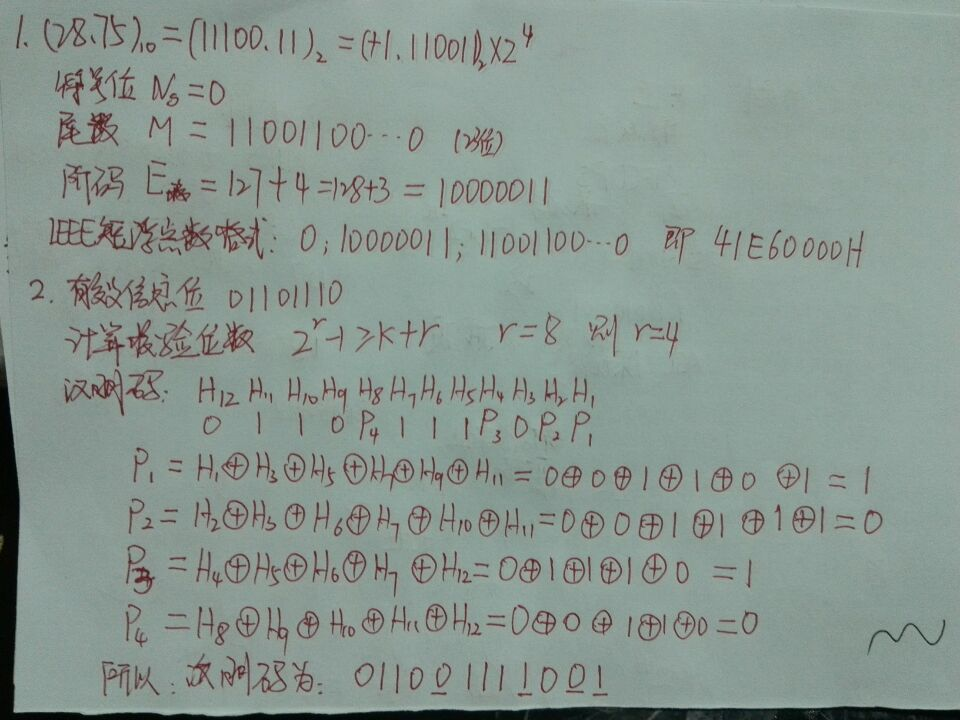 1. (28.75)₁₀ = (11100.11)₂ = (+1.110011)₂×2⁴
符号位 Ns = 0
尾数 M = 11001100…0 (23位)
阶码 E = 127+4 = 128+3 = 10000011
IEEE短浮点数格式: 0; 10000011; 11001100…0 即 41E60000H
2. 有效信息位 01101110
计算校验位数 2ʳ-1≥k+r r=8 则 r=4
汉明码: H₁₂ H₁₁ H₁₀ H₉ H₈ H₇ H₆ H₅ H₄ H₃ H₂ H₁
0 1 1 0 P₄ 1 1 1 P₃ 0 P₂ P₁
P₁ = H₁⊕H₃⊕H₅⊕H₇⊕H₉⊕H₁₁ = 0⊕0⊕1⊕1⊕0⊕1 = 1
P₂ = H₂⊕H₃⊕H₆⊕H₇⊕H₁₀⊕H₁₁ = 0⊕0⊕1⊕1⊕1⊕1 = 0
P₃ = H₄⊕H₅⊕H₆⊕H₇⊕H₁₂ = 0⊕1⊕1⊕1⊕0 = 1
P₄ = H₈⊕H₉⊕H₁₀⊕H₁₁⊕H₁₂ = 0⊕0⊕1⊕1⊕0 = 0
所以: 汉明码为: 011001111001